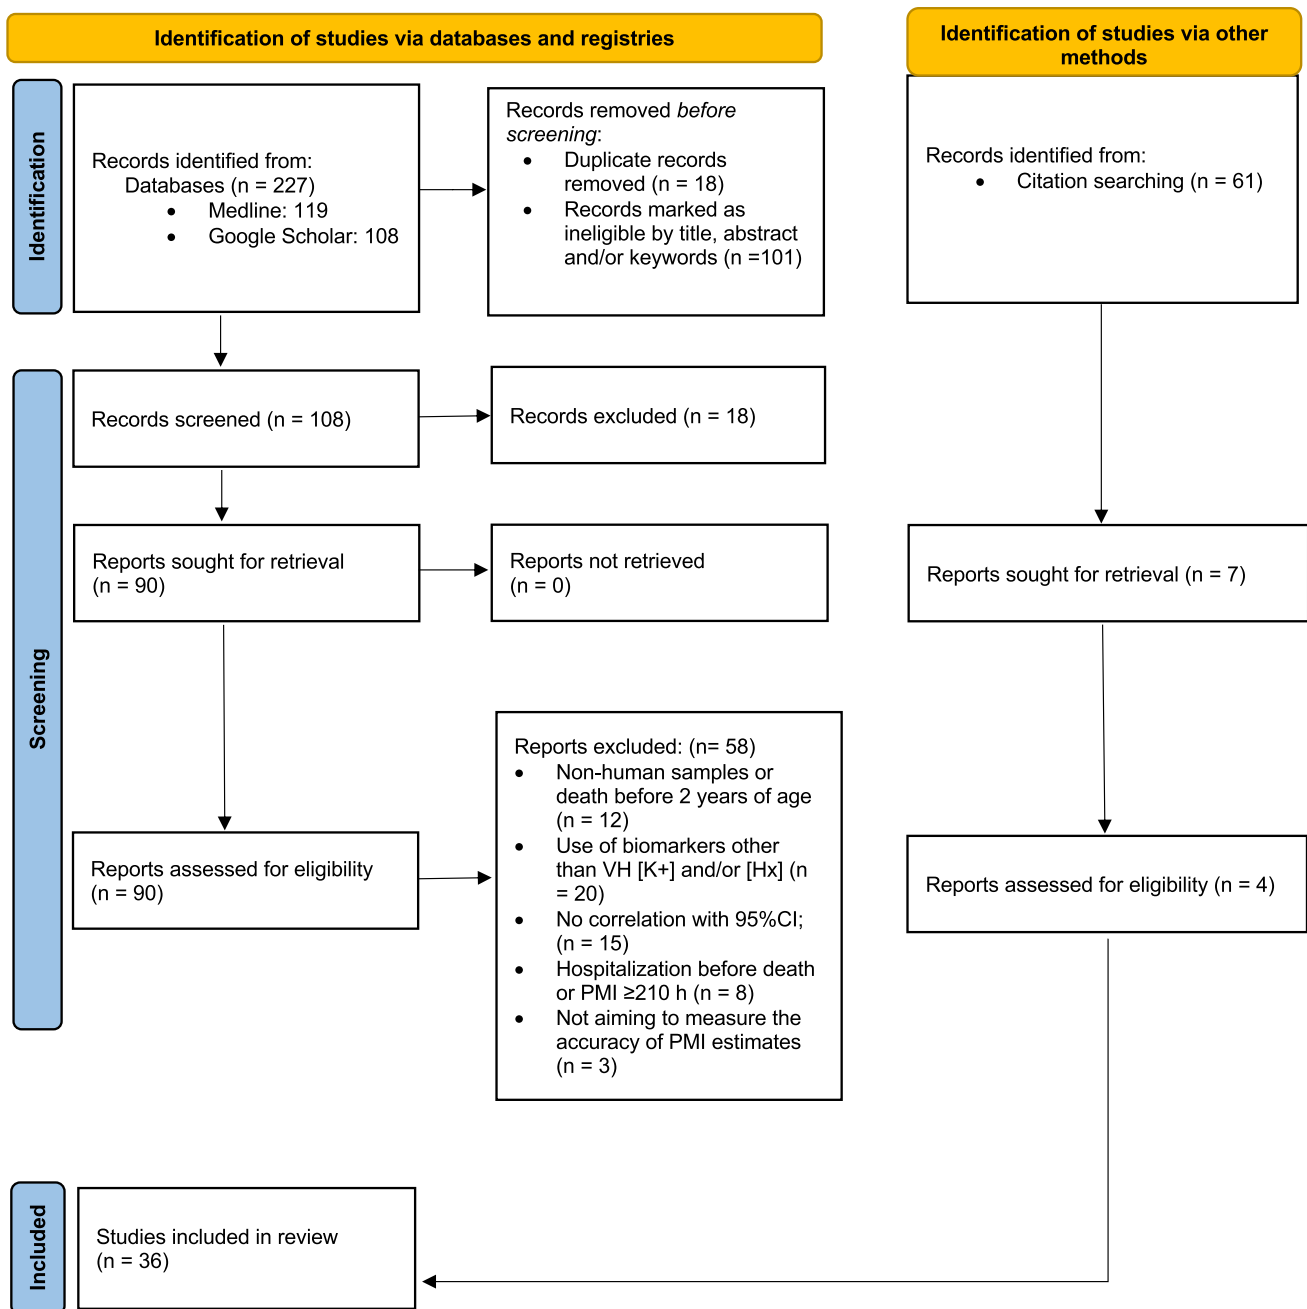 Identification of studies via databases and registries
Identification of studies via other
methods
Identification
Records identified from:
Databases (n = 227)
• Medline: 119
• Google Scholar: 108
Records removed before
screening:
• Duplicate records
removed (n = 18)
• Records marked as
ineligible by title, abstract
and/or keywords (n =101)
Records identified from:
• Citation searching (n = 61)
Screening
Records screened (n = 108)
Records excluded (n = 18)
Reports sought for retrieval
(n = 90)
Reports not retrieved
(n = 0)
Reports sought for retrieval (n = 7)
Reports assessed for eligibility
(n = 90)
Reports excluded: (n= 58)
• Non-human samples or
death before 2 years of age
(n = 12)
• Use of biomarkers other
than VH [K+] and/or [Hx] (n
= 20)
• No correlation with 95%CI;
(n = 15)
• Hospitalization before death
or PMI ≥210 h (n = 8)
• Not aiming to measure the
accuracy of PMI estimates
(n = 3)
Reports assessed for eligibility (n = 4)
Included
Studies included in review
(n = 36)